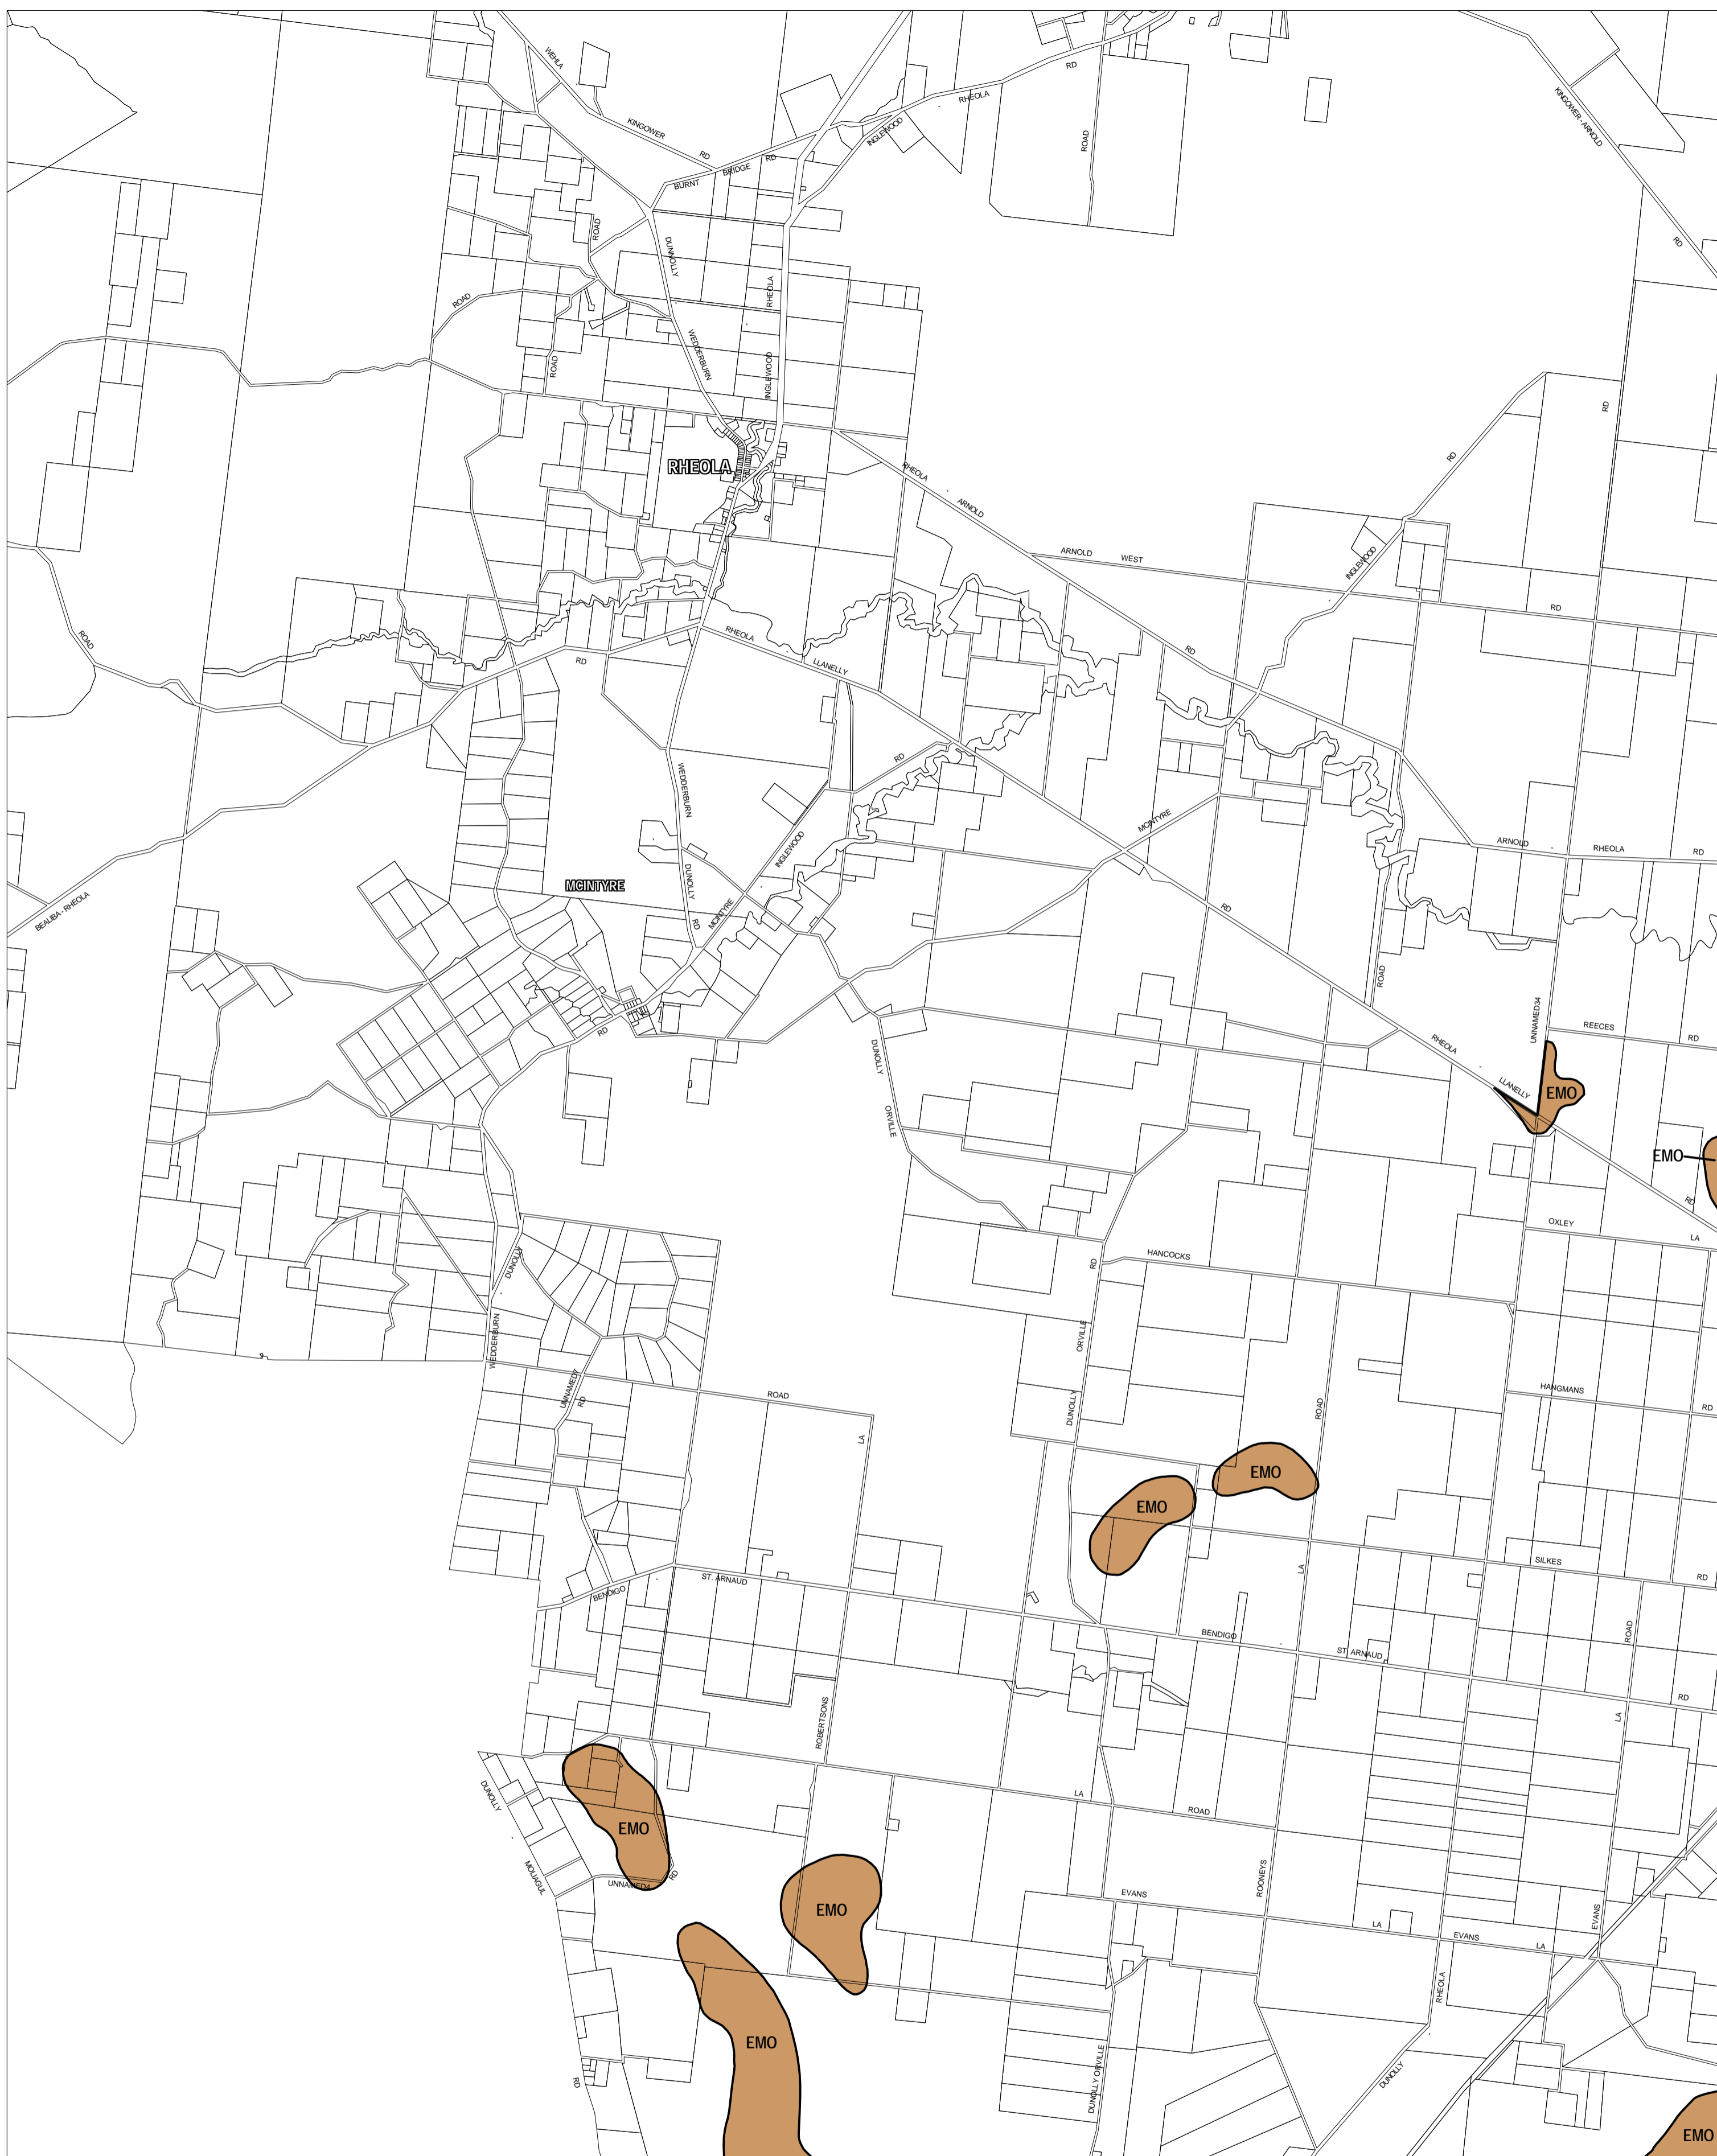 WEHLA
KINGOWER
RD
BURNT
BRIDGE
RD
INGLEWOOD
RHEOLA
RD
ROAD
KINGOWER - ARNOLD
RD
ROAD
DUNNOLLY
RHEOLA
ROAD
WEDDERBURN
ROAD
INGLEWOOD
RD
RHEOLA
RHEOLA
ARNOLD
RD
ARNOLD
WEST
INGLEWOOD
RD
ROAD
RHEOLA
RD
LLANELLY
RD
RD
WEDDERBURN
INGLEWOOD
MCINTYRE
ARNOLD
RHEOLA
RD
DUNOLLY
MCINTYRE
BEALIBA - RHEOLA
MCINTYRE
RD
RD
ROAD
UNNAMED34
REECES
RD
RD
DUNOLLY
RHEOLA
LLANELLY
EMO
ORVILLE
EMO
RD
OXLEY
LA
DUNOLLY
HANCOCKS
RD
WEDDERBURN
ORVILLE
UNNAMED7
RD
ROAD
DUNOLLY
ROAD
HANGMANS
RD
LA
EMO
EMO
SILKES
RD
LA
ST. ARNAUD
BENDIGO
BENDIGO
ST. ARNAUD
ROAD
RD
ROBERTSONS
LA
DUNOLLY
LA
ROAD
EMO
MOLIAGUL
UNNAMED4
RD
ROONEYS
EVANS
EMO
LA
EVANS
LA
EVANS
RHEOLA
EMO
RD
DUNOLLY ORVILLE
DUNOLLY
EMO